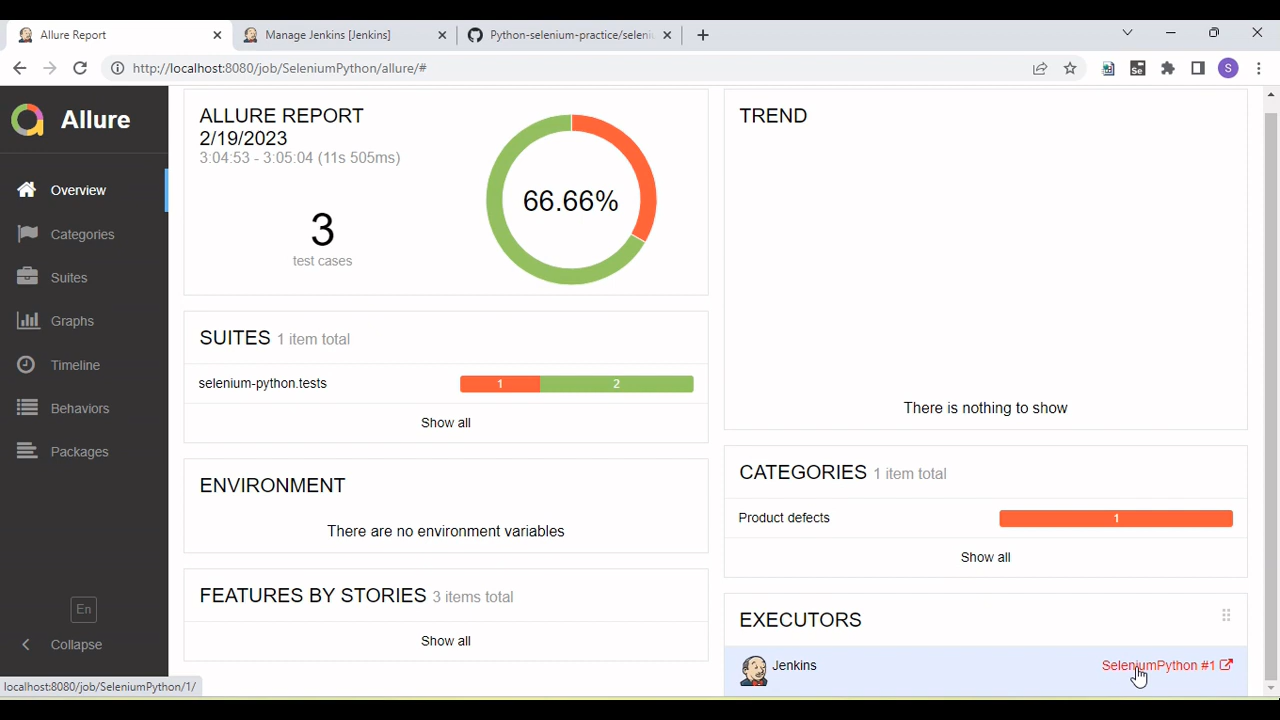 Allure Report
Manage Jenkins [Jenkins]
Python-selenium-practice/seleni
http://localhost:8080/job/SeleniumPython/allure/#
Se
S
Allure
Overview
Categories
Suites
Graphs
Timeline
Behaviors
Packages
En
Collapse
ALLURE REPORT
2/19/2023
3:04:53 - 3:05:04 (11s 505ms)
3
test cases
66.66%
SUITES 1 item total
selenium-python.tests
1
2
Show all
ENVIRONMENT
There are no environment variables
FEATURES BY STORIES 3 items total
Show all
TREND
There is nothing to show
CATEGORIES 1 item total
Product defects
1
Show all
EXECUTORS
Jenkins
SeleniumPython #1
localhost:8080/job/SeleniumPython/1/